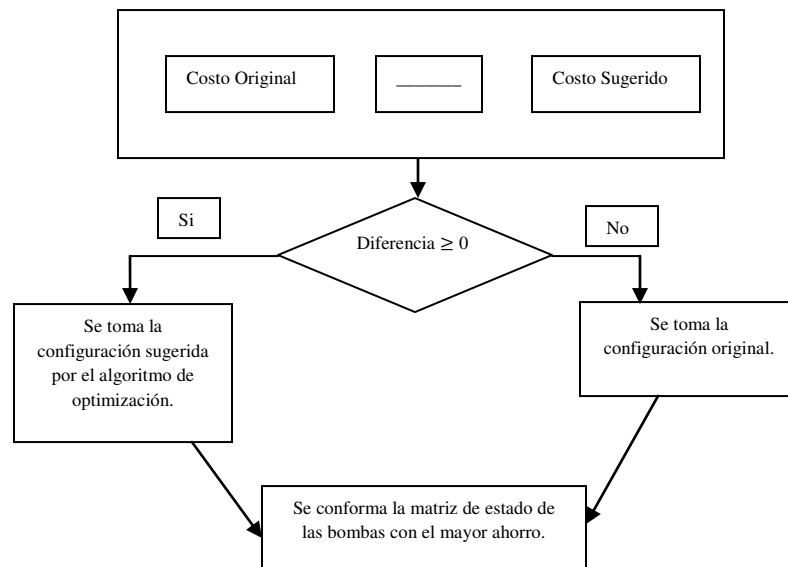 Costo Original
_______
Costo Sugerido
Si
Diferencia ≥ 0
No
Se toma la
configuración sugerida
por el algoritmo de
optimización.
Se toma la
configuración original.
Se conforma la matriz de estado de
las bombas con el mayor ahorro.